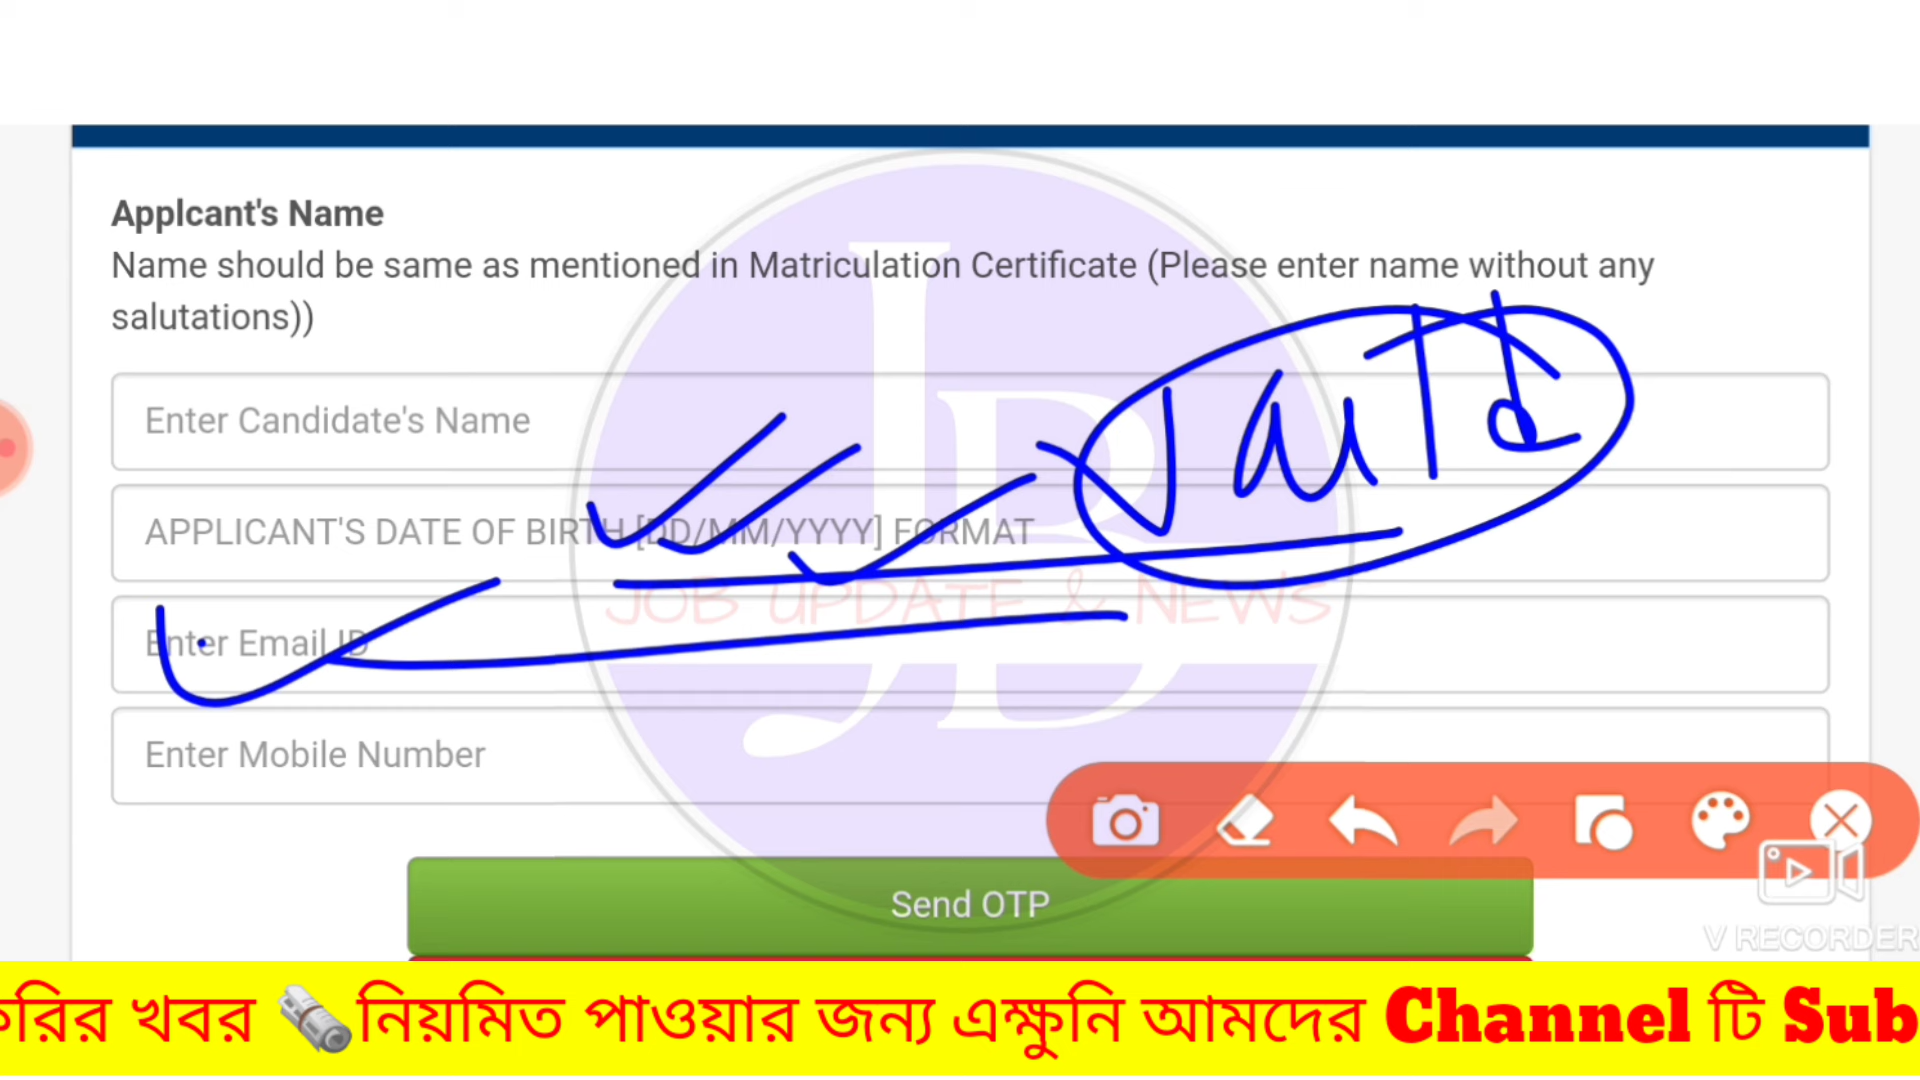 Applcant's Name
Name should be same as mentioned in Matriculation Certificate (Please enter name without any
salutations))
Enter Candidate's Name
APPLICANT'S DATE OF BIRTH [DD/MM/YYYY] FORMAT
JOB UPDATE & NEWS
Enter Email ID
Enter Mobile Number
Send OTP
V RECORDER
রির খবর নিয়মিত পাওয়ার জন্য এক্ষুনি আমদের Channel টি Sub